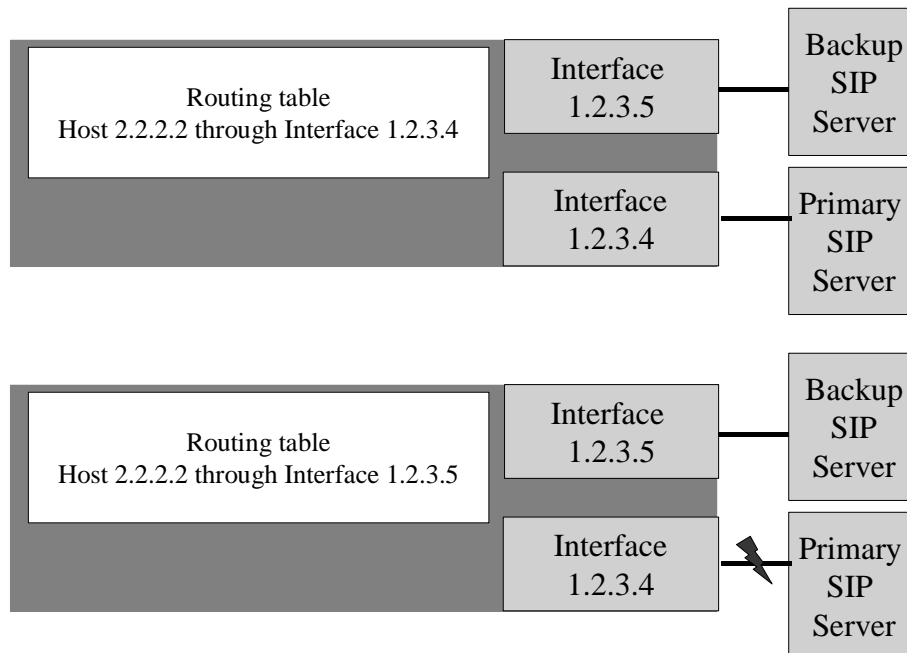 Routing table
Host 2.2.2.2 through Interface 1.2.3.4
Interface
1.2.3.5
Backup
SIP
Server
Interface
1.2.3.4
Primary
SIP
Server
Routing table
Host 2.2.2.2 through Interface 1.2.3.5
Interface
1.2.3.5
Backup
SIP
Server
Interface
1.2.3.4
Primary
SIP
Server